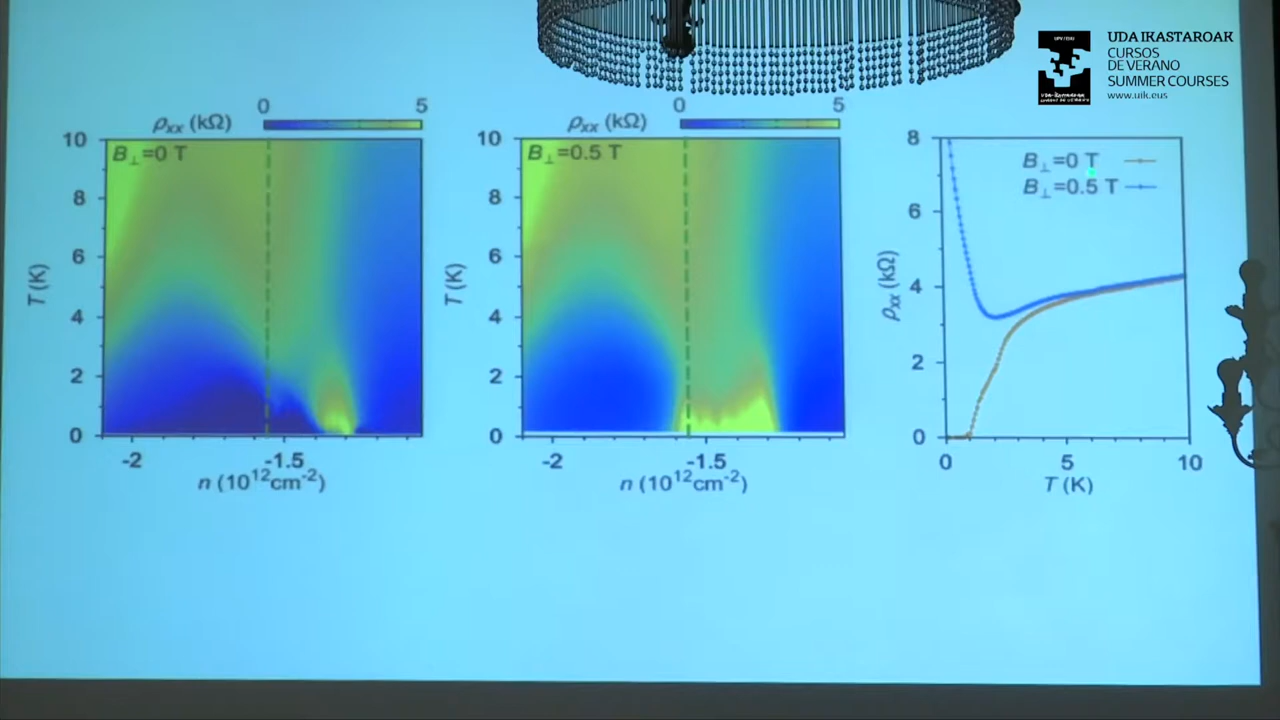 UDA IKASTAROAK
CURSOS
DE VERANO
SUMMER COURSES
www.uik.eus
0 5
ρxx (kΩ)
B⊥=0 T
10
8
6
4
2
0
T (K)
-2 -1.5
n (10¹²cm⁻²)
0 5
ρxx (kΩ)
B⊥=0.5 T
10
8
6
4
2
0
T (K)
-2 -1.5
n (10¹²cm⁻²)
B⊥=0 T
B⊥=0.5 T
8
6
4
2
0
ρxx (kΩ)
0 5 10
T (K)